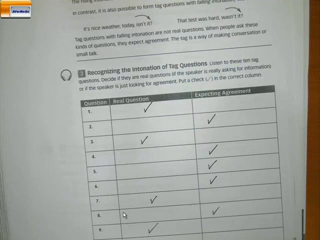 in contrast. It is also possible to form tag questions with falling intonation
It's nice weather, today, isn't it? That test was hard, wasn't it?
Tag questions with falling intonation are not real questions. When people ask these
kinds of questions, they expect agreement. The tag is a way of making conversation or
small talk.
3 Recognizing the Intonation of Tag Questions Listen to these ten tag
questions. Decide if they are real questions of the speaker is really asking for information
or if the speaker is just looking for agreement. Put a check (✓) in the correct column.
Question Real Question Expecting Agreement
1. ✓
2. ✓
3. ✓
4. ✓
5. ✓
6. ✓
7. ✓
8. ✓
9. ✓